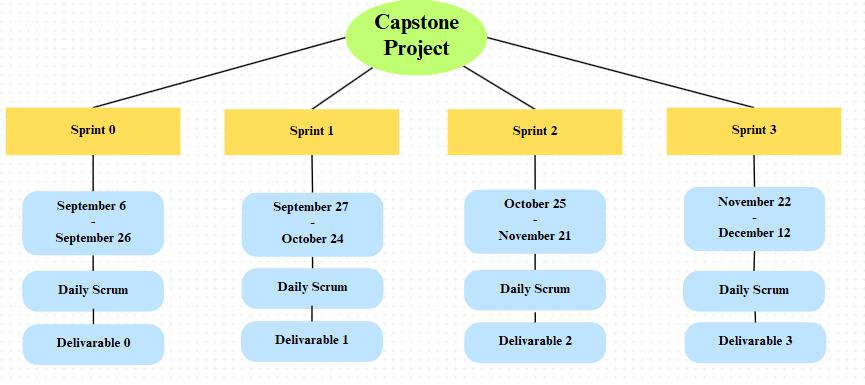 Capstone
Project
Sprint 0
Sprint 1
Sprint 2
Sprint 3
September 6
-
September 26
September 27
-
October 24
October 25
-
November 21
November 22
-
December 12
Daily Scrum
Daily Scrum
Daily Scrum
Daily Scrum
Delivarable 0
Delivarable 1
Delivarable 2
Delivarable 3